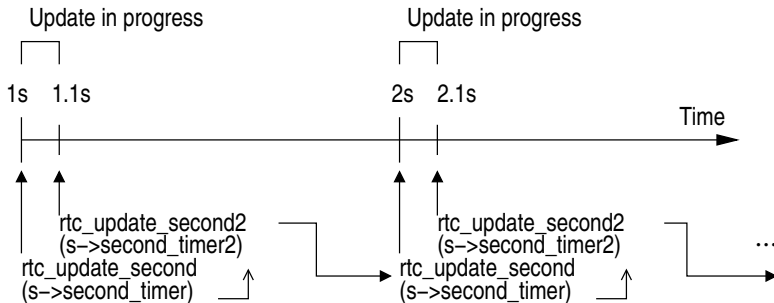 Update in progress
Update in progress
1s 1.1s
2s 2.1s
Time
rtc_update_second2
(s->second_timer2)
rtc_update_second
(s->second_timer)
rtc_update_second2
(s->second_timer2)
rtc_update_second
(s->second_timer)
...